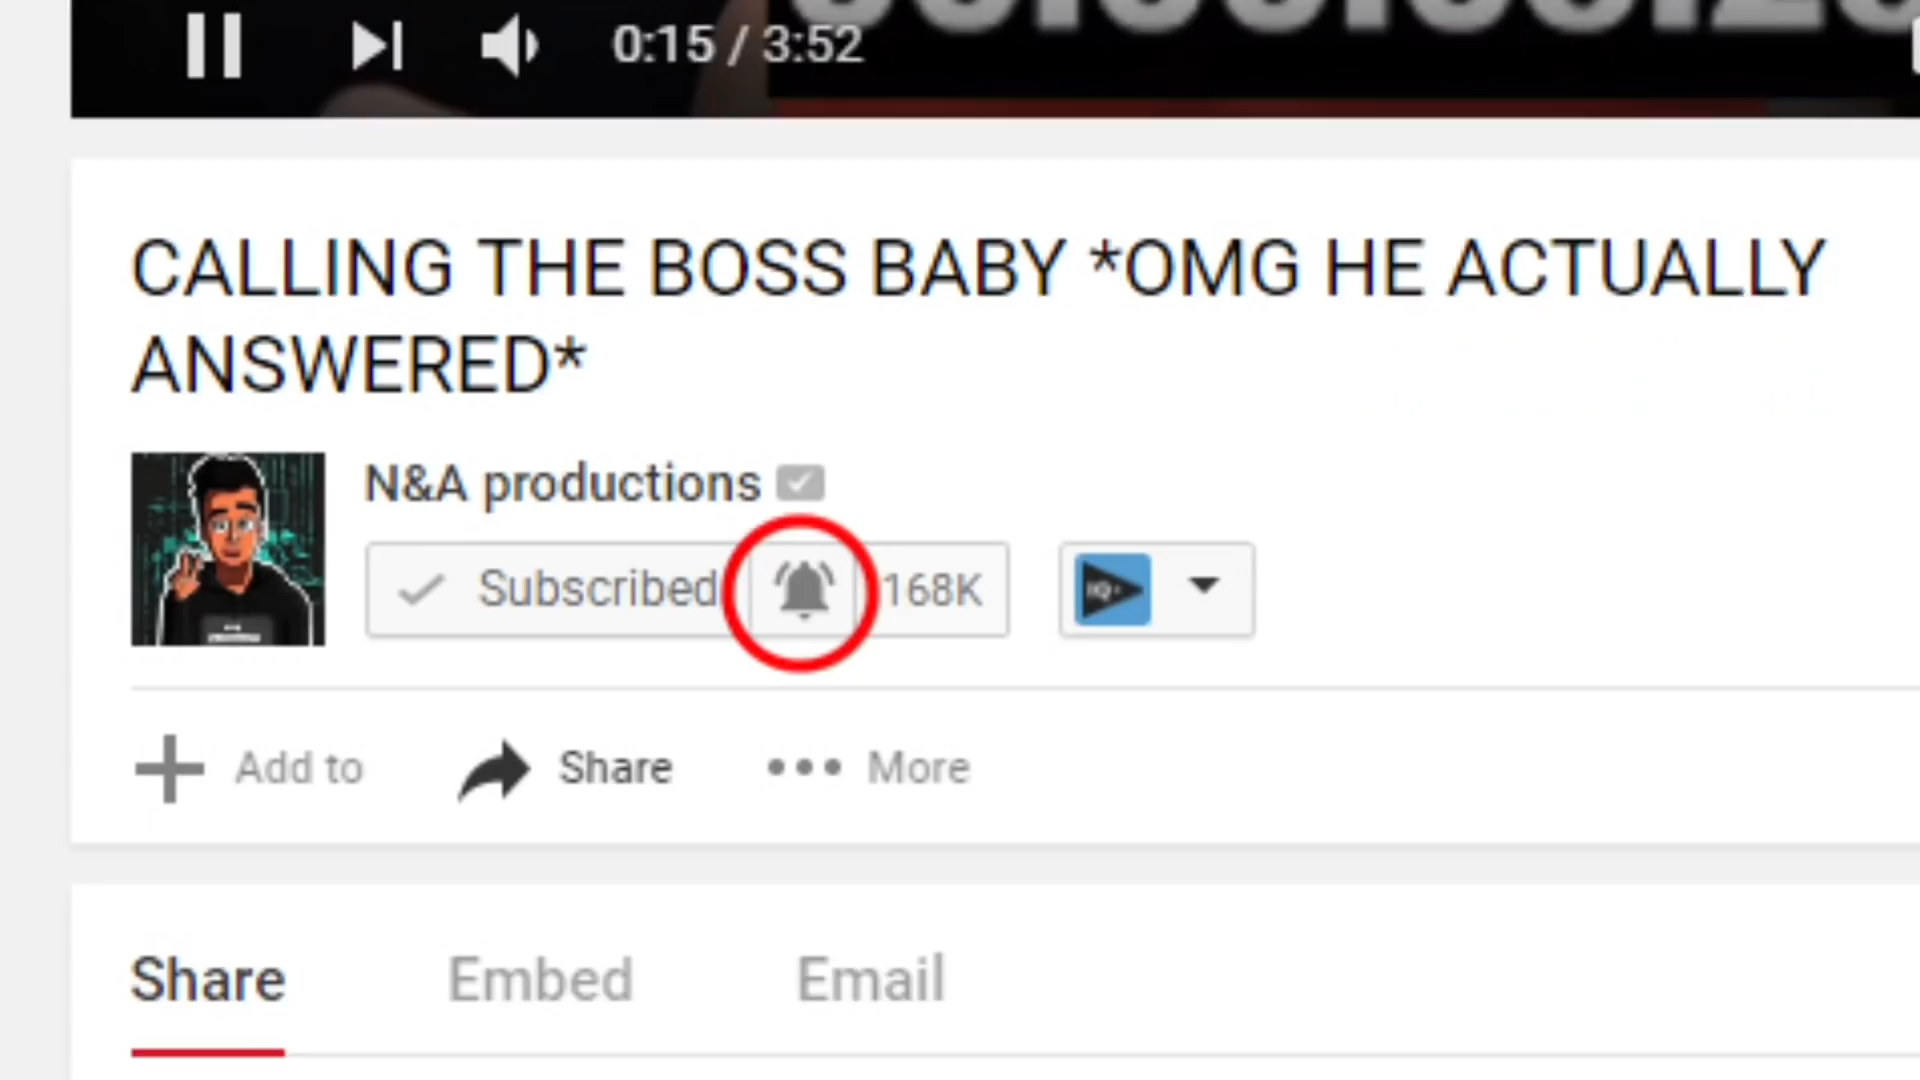 0:15 / 3:52
CALLING THE BOSS BABY *OMG HE ACTUALLY
ANSWERED*
N&A productions
Subscribed 168K
Add to Share More
Share Embed Email